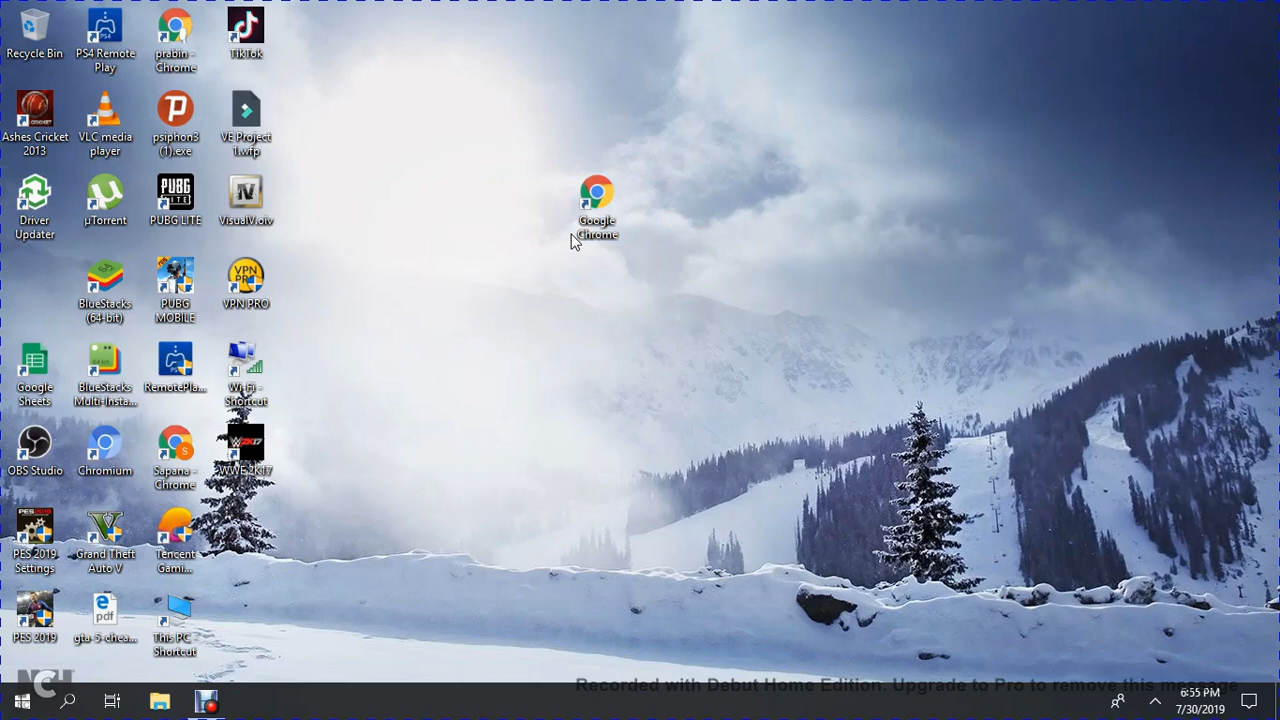 Recycle Bin
PS4 Remote
Play
prabin -
Chrome
TikTok
Ashes Cricket
2013
VLC media
player
psiphon3
(1).exe
VE Project
1.wfp
Driver
Updater
µTorrent
PUBG LITE
VisualV.oiv
Google
Chrome
BlueStacks
(64-bit)
PUBG
MOBILE
VPN PRO
Google
Sheets
BlueStacks
Multi-Insta...
RemotePla...
Wi-Fi -
Shortcut
OBS Studio
Chromium
Sapana -
Chrome
WWE 2K17
PES 2019
Settings
Grand Theft
Auto V
Tencent
Gami...
PES 2019
gta-5-chea...
This PC -
Shortcut
NCH
Recorded with Debut Home Edition. Upgrade to Pro to remove this message
6:55 PM
7/30/2019